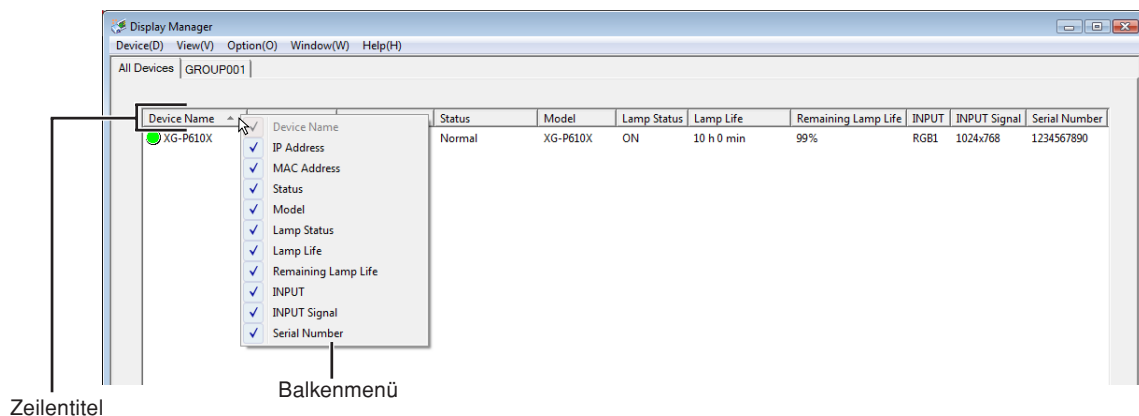 Display Manager
Device(D) View(V) Option(O) Window(W) Help(H)
All Devices GROUP001
Device Name Status Model Lamp Status Lamp Life Remaining Lamp Life INPUT INPUT Signal Serial Number
XG-P610X Normal XG-P610X ON 10 h 0 min 99% RGB1 1024x768 1234567890
Device Name
IP Address
MAC Address
Status
Model
Lamp Status
Lamp Life
Remaining Lamp Life
INPUT
INPUT Signal
Serial Number
Balkenmenü
Zeilentitel